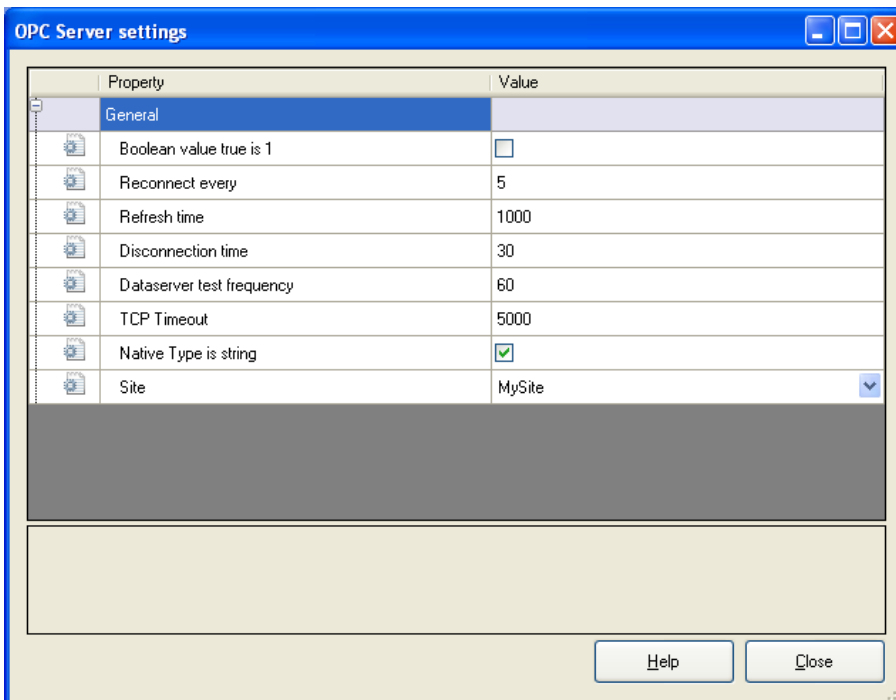 OPC Server settings
Property Value
General
Boolean value true is 1
Reconnect every 5
Refresh time 1000
Disconnection time 30
Dataserver test frequency 60
TCP Timeout 5000
Native Type is string
Site MySite
Help Close